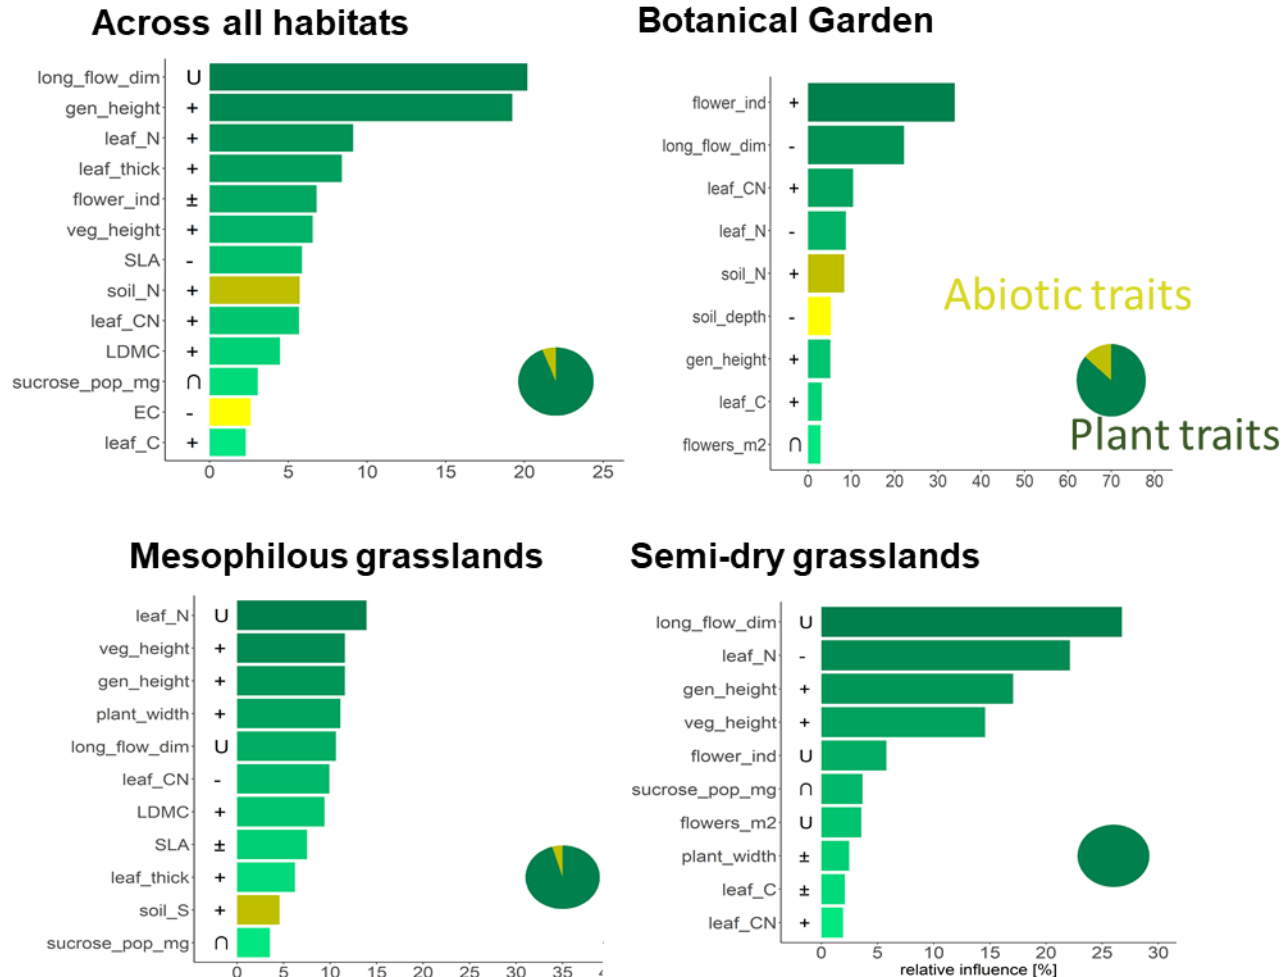 Across all habitats
long_flow_dim U
gen_height +
leaf_N +
leaf_thick +
flower_ind ±
veg_height +
SLA -
soil_N +
leaf_CN +
LDMC +
sucrose_pop_mg ∩
EC -
leaf_C +
0 5 10 15 20 25
Botanical Garden
flower_ind +
long_flow_dim -
leaf_CN +
leaf_N -
soil_N +
soil_depth -
gen_height +
leaf_C +
flowers_m2 ∩
0 10 20 30 40 50 60 70 80
Abiotic traits
Plant traits
Mesophilous grasslands
leaf_N U
veg_height +
gen_height +
plant_width +
long_flow_dim U
leaf_CN -
LDMC +
SLA ±
leaf_thick +
soil_S +
sucrose_pop_mg ∩
0 5 10 15 20 25 30 35
Semi-dry grasslands
long_flow_dim U
leaf_N -
gen_height +
veg_height +
flower_ind U
sucrose_pop_mg ∩
flowers_m2 U
plant_width ±
leaf_C ±
leaf_CN +
0 5 10 15 20 25 30
relative influence [%]